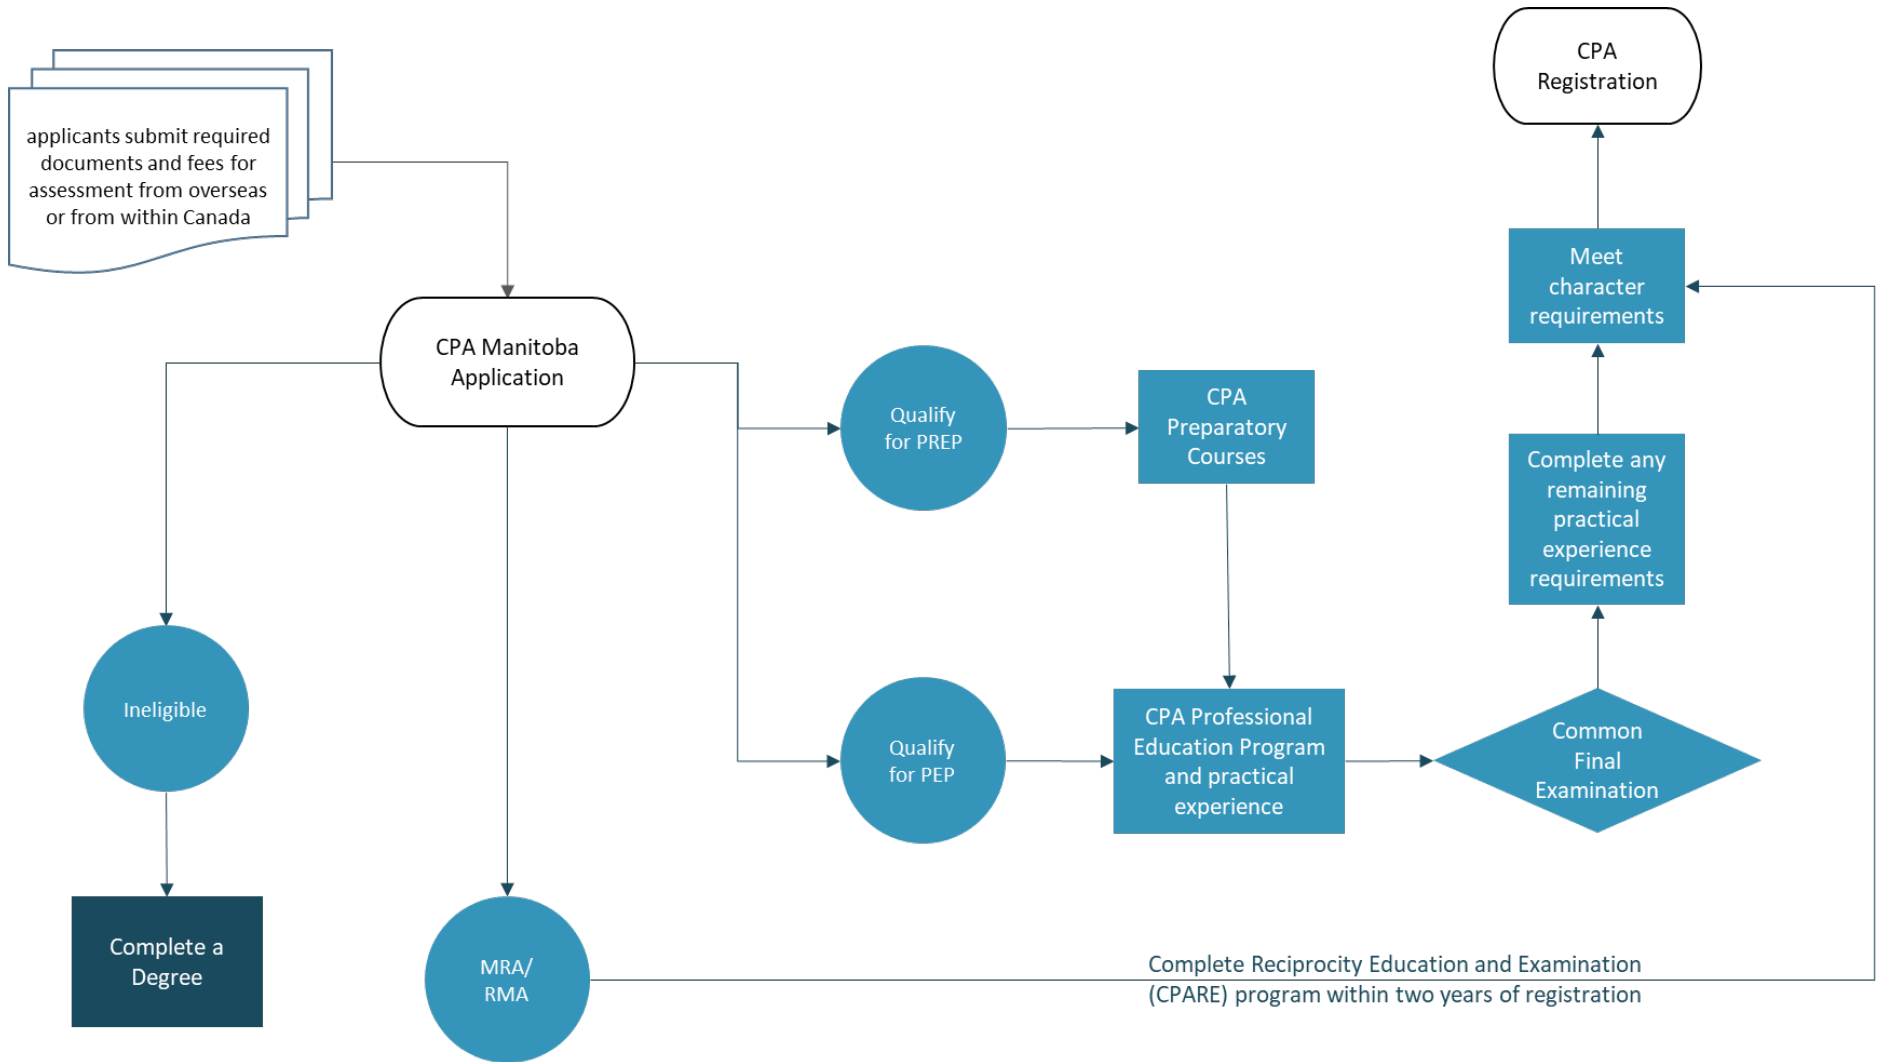 CPA
Registration
applicants submit required
documents and fees for
assessment from overseas
or from within Canada
Meet
character
requirements
CPA Manitoba
Application
Qualify
for PREP
CPA
Preparatory
Courses
Complete any
remaining
practical
experience
requirements
Ineligible
Qualify
for PEP
CPA Professional
Education Program
and practical
experience
Common
Final
Examination
Complete a
Degree
MRA/
RMA
Complete Reciprocity Education and Examination
(CPARE) program within two years of registration